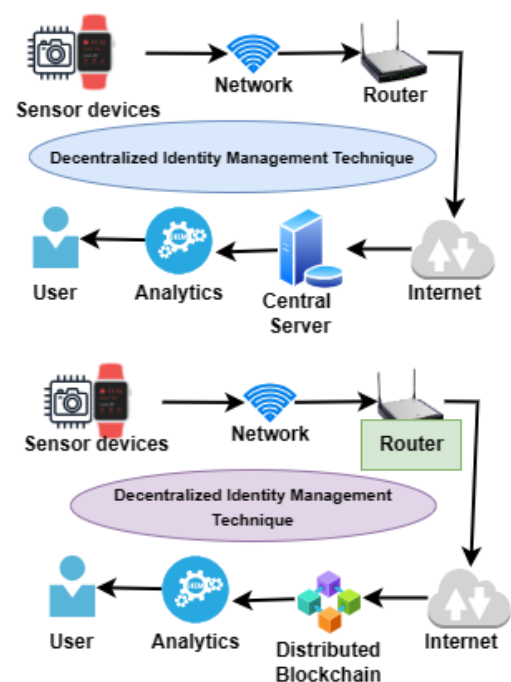 Sensor devices
Network
Router
Decentralized Identity Management Technique
User
Analytics
Central
Server
Internet
Sensor devices
Network
Router
Decentralized Identity Management
Technique
User
Analytics
Distributed
Blockchain
Internet